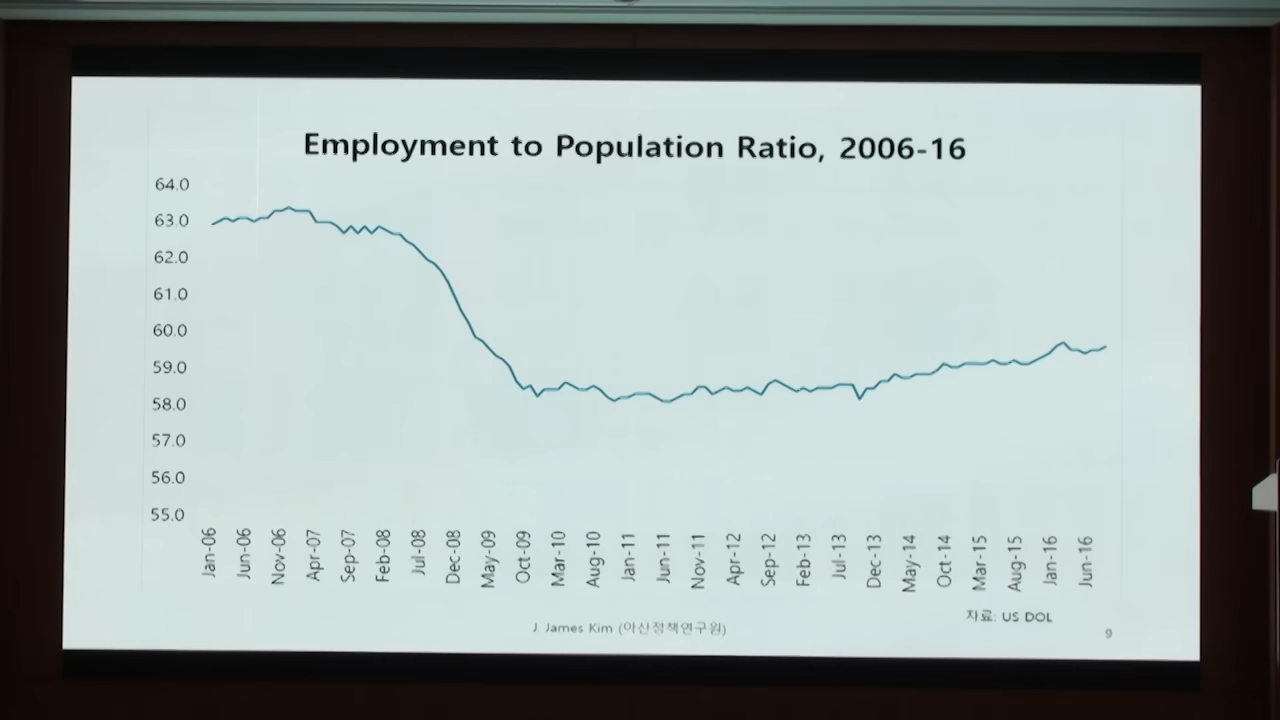 Employment to Population Ratio, 2006-16
64.0
63.0
62.0
61.0
60.0
59.0
58.0
57.0
56.0
55.0
Jan-06
Jun-06
Nov-06
Apr-07
Sep-07
Feb-08
Jul-08
Dec-08
May-09
Oct-09
Mar-10
Aug-10
Jan-11
Jun-11
Nov-11
Apr-12
Sep-12
Feb-13
Jul-13
Dec-13
May-14
Oct-14
Mar-15
Aug-15
Jan-16
Jun-16
자료: US DOL
J. James Kim (아산정책연구원)
9